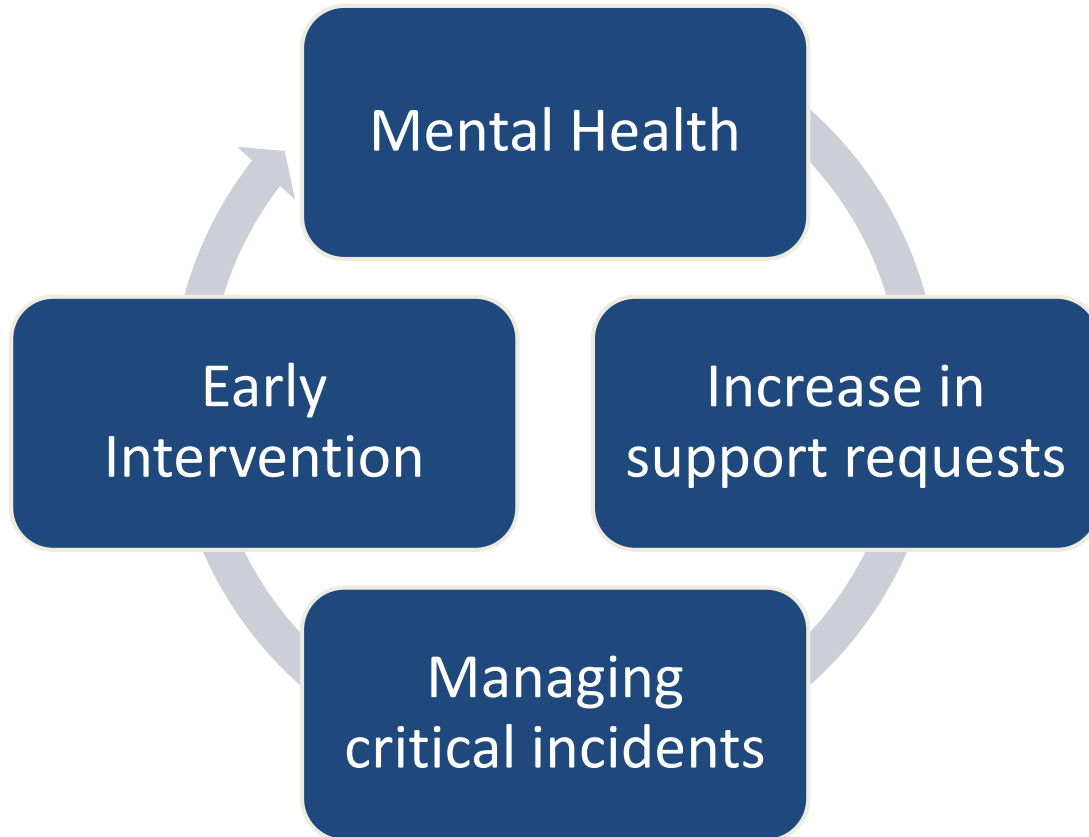 Mental Health
Increase in
support requests
Managing
critical incidents
Early
Intervention